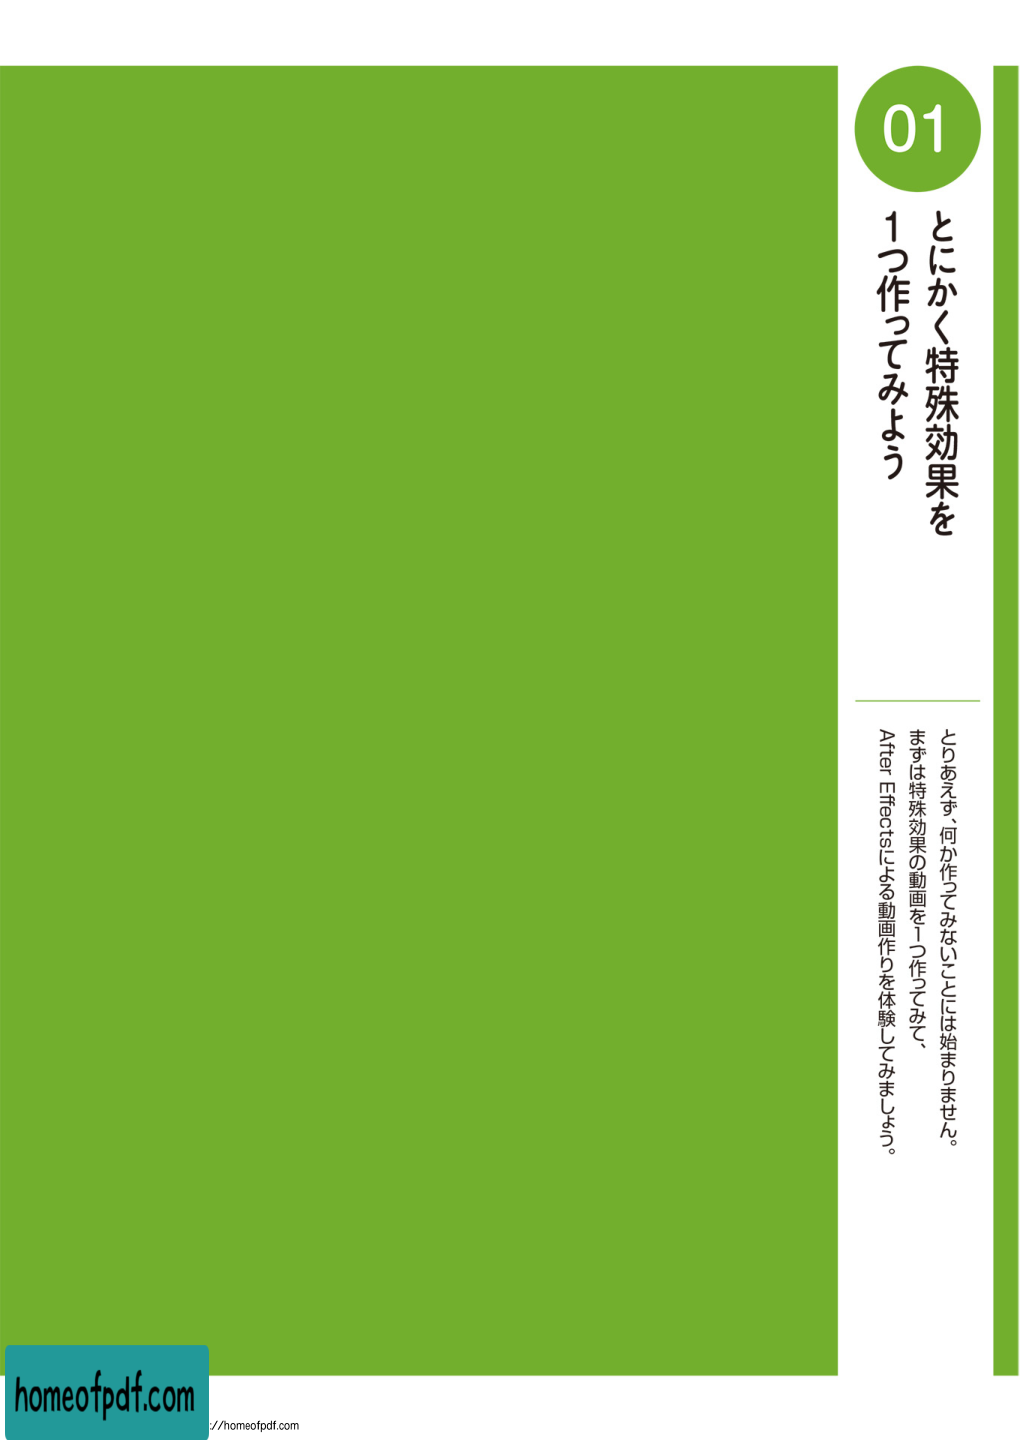 01
とにかく特殊効果を
1つ作ってみよう
とりあえず、何か作ってみないことには始まりません。
まずは特殊効果の動画を1つ作ってみて、
After Effectsによる動画作りを体験してみましょう。
homeofpdf.com
://homeofpdf.com